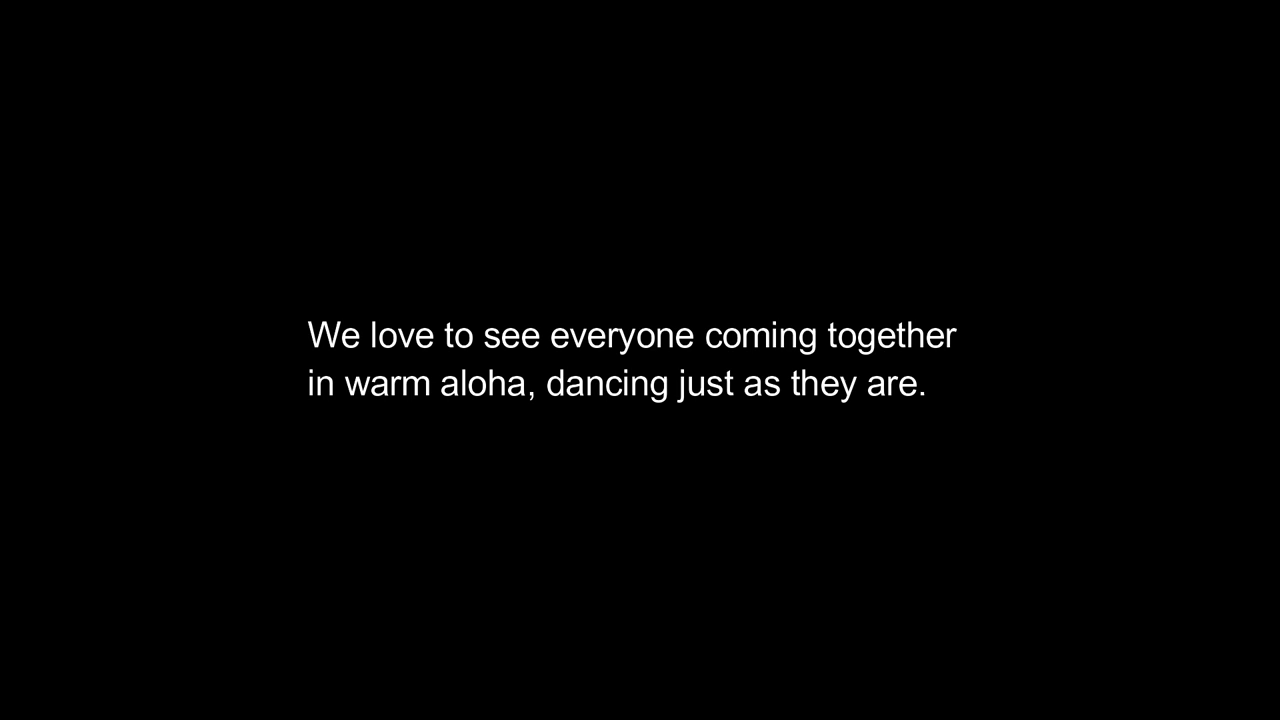 We love to see everyone coming together
in warm aloha, dancing just as they are.